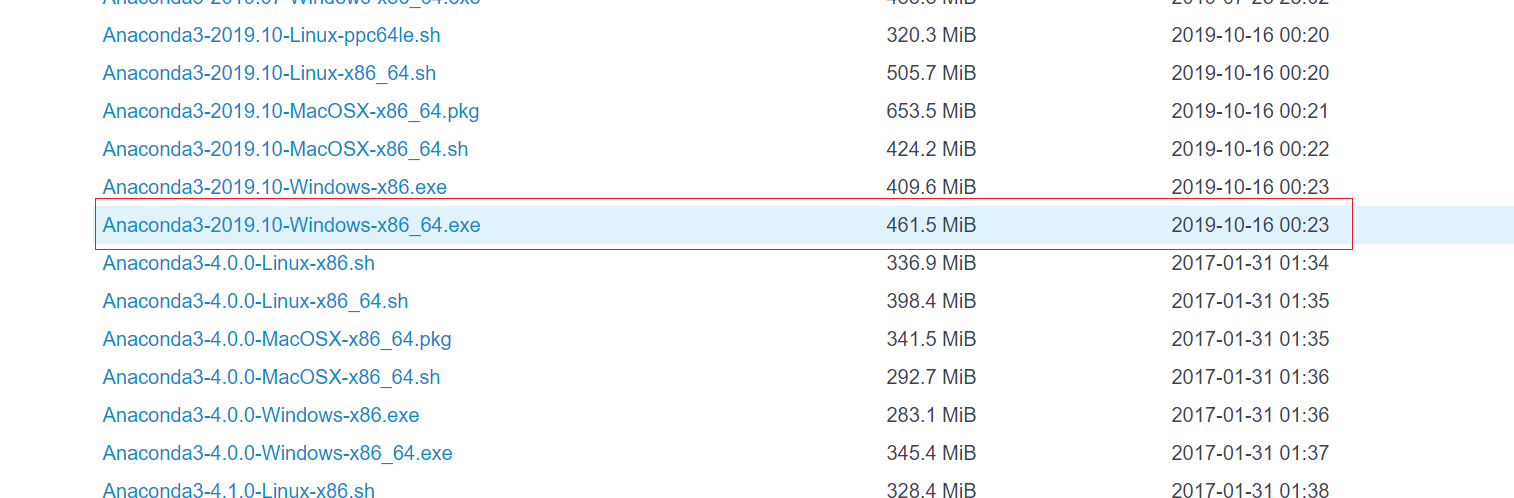 Anaconda3-2019.10-Linux-ppc64le.sh 320.3 MiB 2019-10-16 00:20
Anaconda3-2019.10-Linux-x86_64.sh 505.7 MiB 2019-10-16 00:20
Anaconda3-2019.10-MacOSX-x86_64.pkg 653.5 MiB 2019-10-16 00:21
Anaconda3-2019.10-MacOSX-x86_64.sh 424.2 MiB 2019-10-16 00:22
Anaconda3-2019.10-Windows-x86.exe 409.6 MiB 2019-10-16 00:23
Anaconda3-2019.10-Windows-x86_64.exe 461.5 MiB 2019-10-16 00:23
Anaconda3-4.0.0-Linux-x86.sh 336.9 MiB 2017-01-31 01:34
Anaconda3-4.0.0-Linux-x86_64.sh 398.4 MiB 2017-01-31 01:35
Anaconda3-4.0.0-MacOSX-x86_64.pkg 341.5 MiB 2017-01-31 01:35
Anaconda3-4.0.0-MacOSX-x86_64.sh 292.7 MiB 2017-01-31 01:36
Anaconda3-4.0.0-Windows-x86.exe 283.1 MiB 2017-01-31 01:36
Anaconda3-4.0.0-Windows-x86_64.exe 345.4 MiB 2017-01-31 01:37
Anaconda3-4.1.0-Linux-x86.sh 328.4 MiB 2017-01-31 01:38